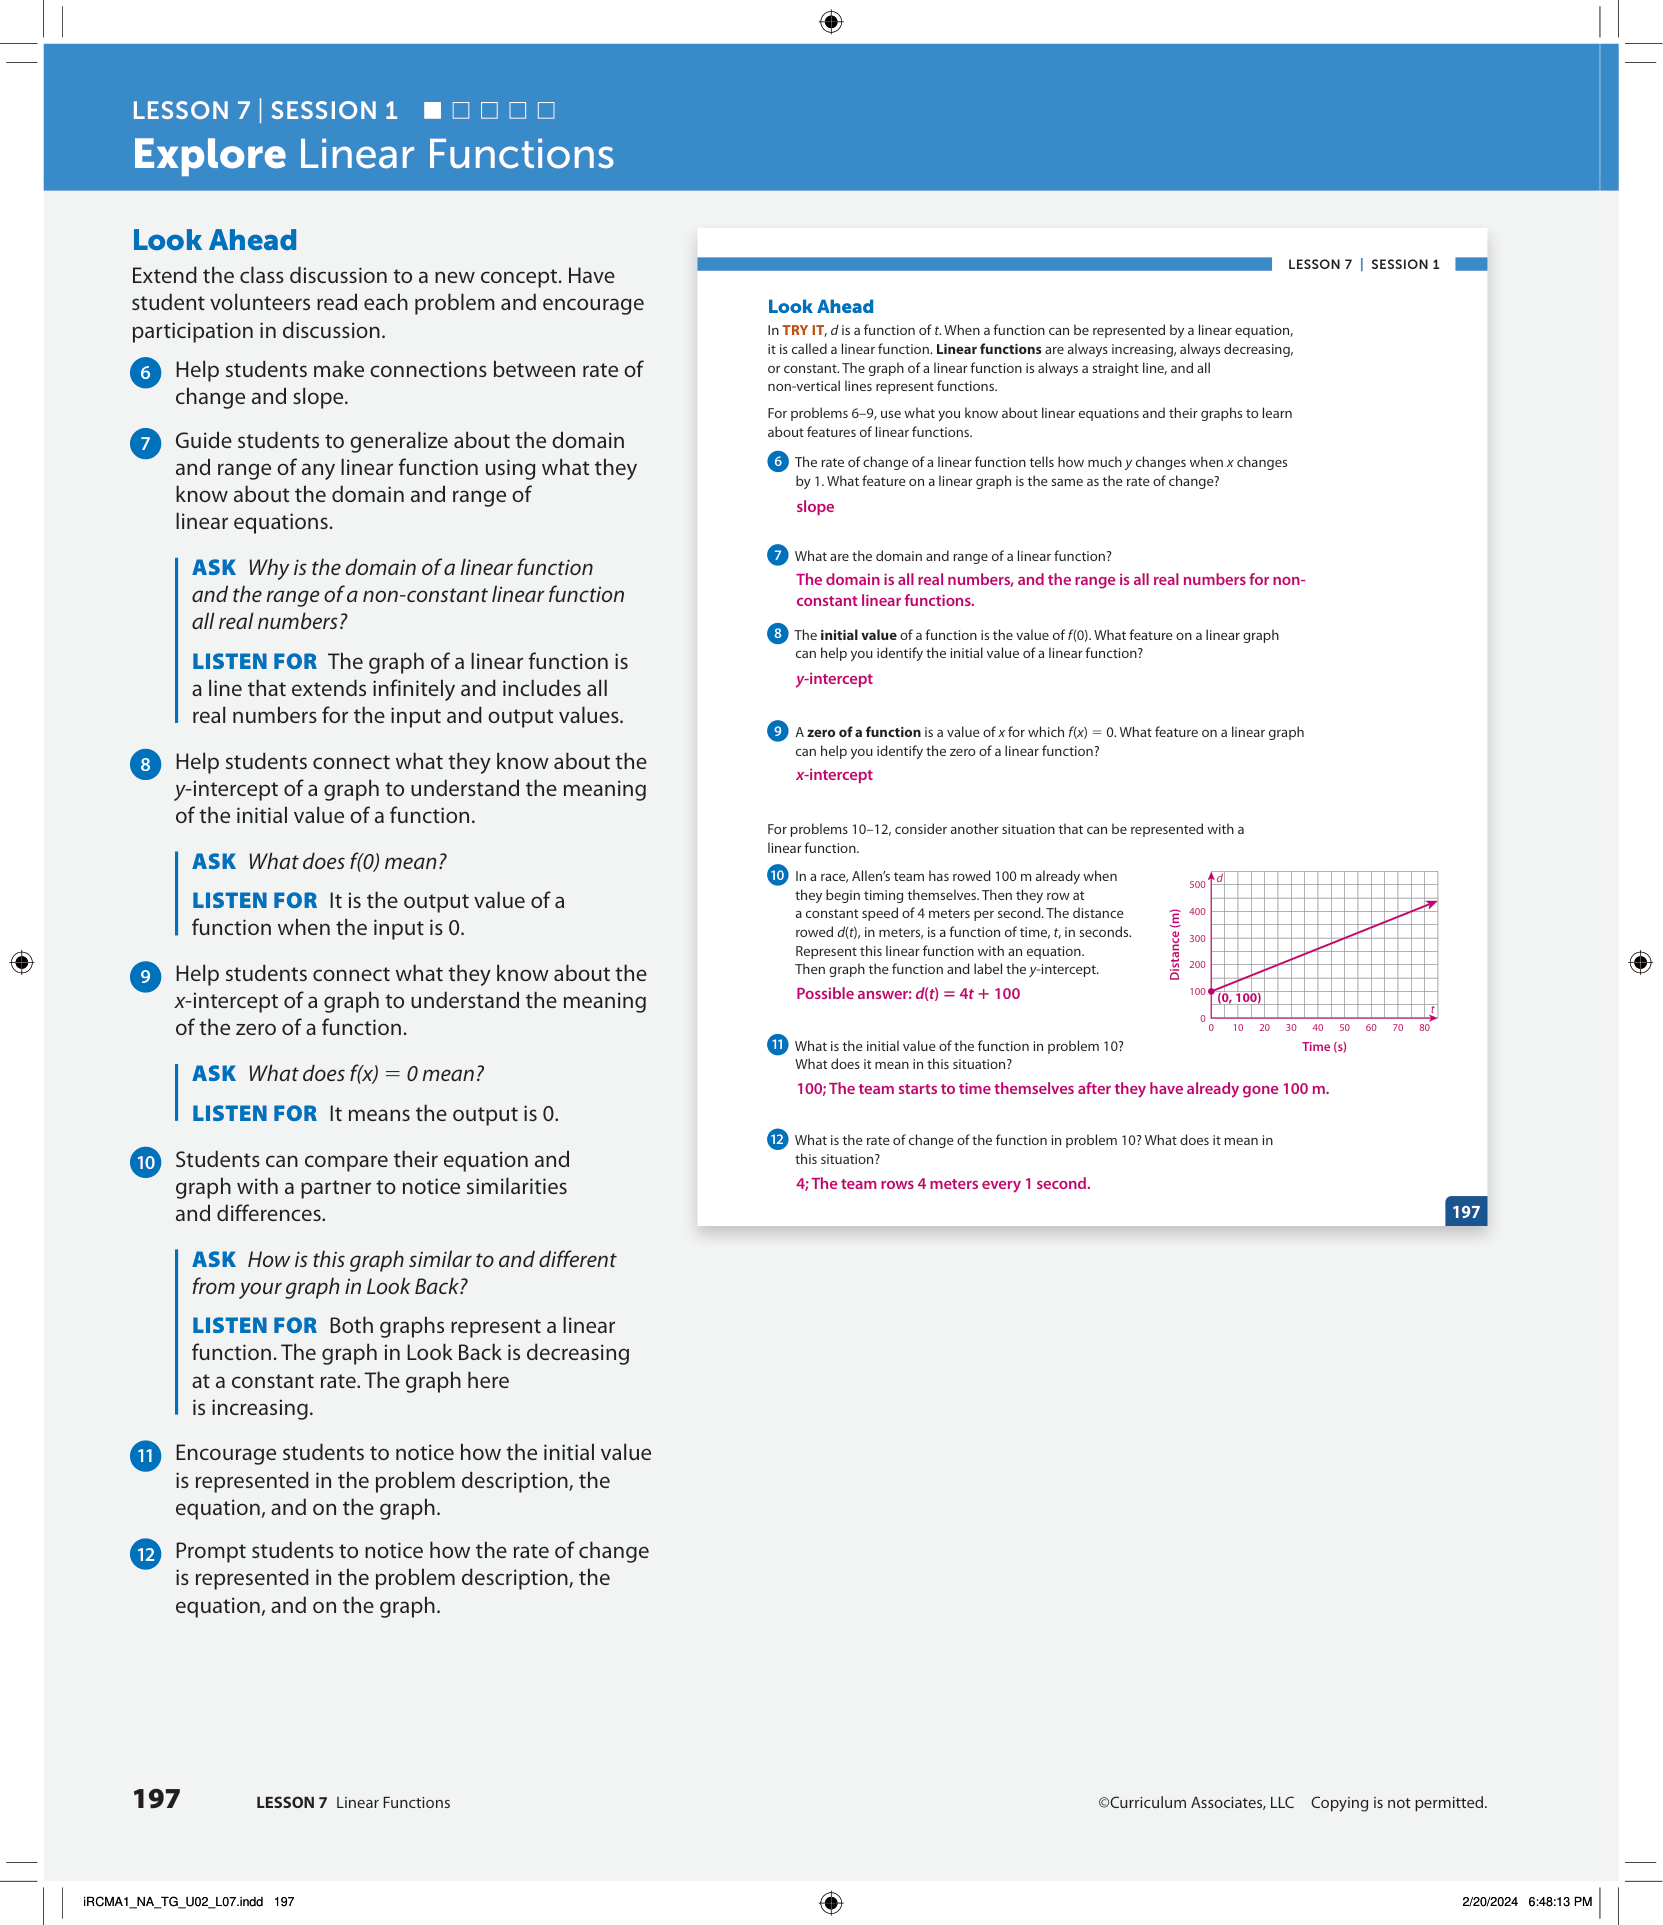 LESSON 7 | SESSION 1
Explore Linear Functions
Look Ahead
Extend the class discussion to a new concept. Have
student volunteers read each problem and encourage
participation in discussion.
6 Help students make connections between rate of
change and slope.
7 Guide students to generalize about the domain
and range of any linear function using what they
know about the domain and range of
linear equations.
ASK Why is the domain of a linear function
and the range of a non-constant linear function
all real numbers?
LISTEN FOR The graph of a linear function is
a line that extends infinitely and includes all
real numbers for the input and output values.
8 Help students connect what they know about the
y-intercept of a graph to understand the meaning
of the initial value of a function.
ASK What does f(0) mean?
LISTEN FOR It is the output value of a
function when the input is 0.
9 Help students connect what they know about the
x-intercept of a graph to understand the meaning
of the zero of a function.
ASK What does f(x) = 0 mean?
LISTEN FOR It means the output is 0.
10 Students can compare their equation and
graph with a partner to notice similarities
and differences.
ASK How is this graph similar to and different
from your graph in Look Back?
LISTEN FOR Both graphs represent a linear
function. The graph in Look Back is decreasing
at a constant rate. The graph here
is increasing.
11 Encourage students to notice how the initial value
is represented in the problem description, the
equation, and on the graph.
12 Prompt students to notice how the rate of change
is represented in the problem description, the
equation, and on the graph.
LESSON 7 | SESSION 1
Look Ahead
In TRY IT, d is a function of t. When a function can be represented by a linear equation,
it is called a linear function. Linear functions are always increasing, always decreasing,
or constant. The graph of a linear function is always a straight line, and all
non-vertical lines represent functions.
For problems 6–9, use what you know about linear equations and their graphs to learn
about features of linear functions.
6 The rate of change of a linear function tells how much y changes when x changes
by 1. What feature on a linear graph is the same as the rate of change?
slope
7 What are the domain and range of a linear function?
The domain is all real numbers, and the range is all real numbers for non-
constant linear functions.
8 The initial value of a function is the value of f(0). What feature on a linear graph
can help you identify the initial value of a linear function?
y-intercept
9 A zero of a function is a value of x for which f(x) = 0. What feature on a linear graph
can help you identify the zero of a linear function?
x-intercept
For problems 10–12, consider another situation that can be represented with a
linear function.
10 In a race, Allen's team has rowed 100 m already when
they begin timing themselves. Then they row at
a constant speed of 4 meters per second. The distance
rowed d(t), in meters, is a function of time, t, in seconds.
Represent this linear function with an equation.
Then graph the function and label the y-intercept.
Possible answer: d(t) = 4t + 100
d
500
400
300
200
100
0
Distance (m)
(0, 100)
t
0 10 20 30 40 50 60 70 80
Time (s)
11 What is the initial value of the function in problem 10?
What does it mean in this situation?
100; The team starts to time themselves after they have already gone 100 m.
12 What is the rate of change of the function in problem 10? What does it mean in
this situation?
4; The team rows 4 meters every 1 second.
197
197 LESSON 7 Linear Functions
©Curriculum Associates, LLC Copying is not permitted.
iRCMA1_NA_TG_U02_L07.indd 197
2/20/2024 6:48:13 PM